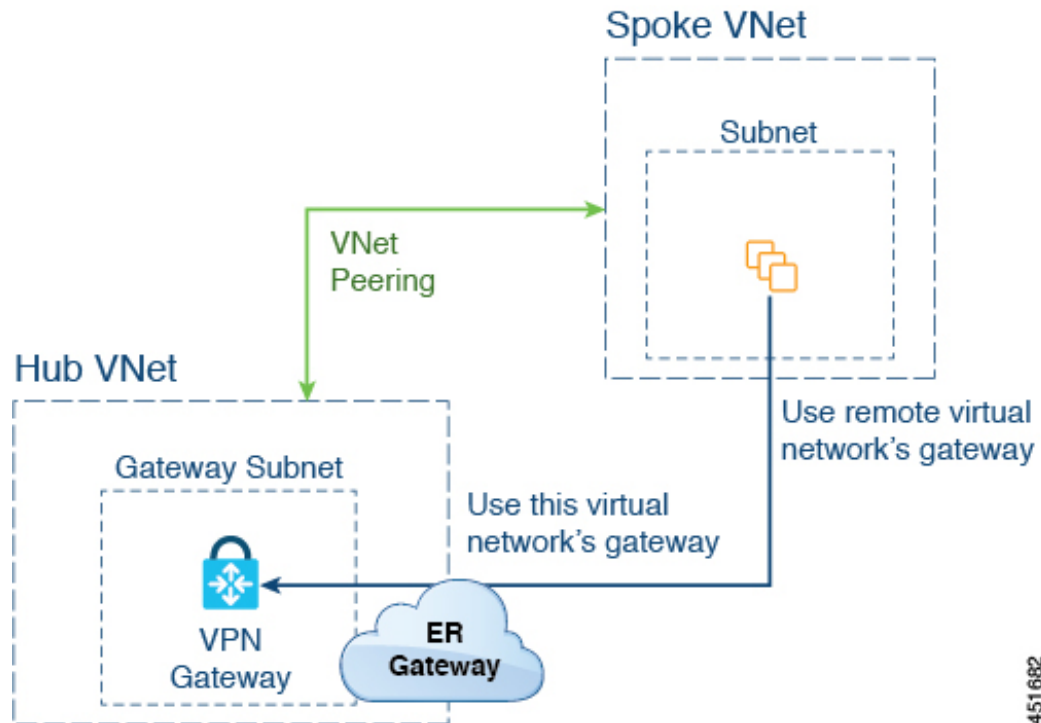 Spoke VNet
Subnet
VNet
Peering
Hub VNet
Use remote virtual
network's gateway
Gateway Subnet
Use this virtual
network's gateway
VPN
Gateway
ER
Gateway
451682